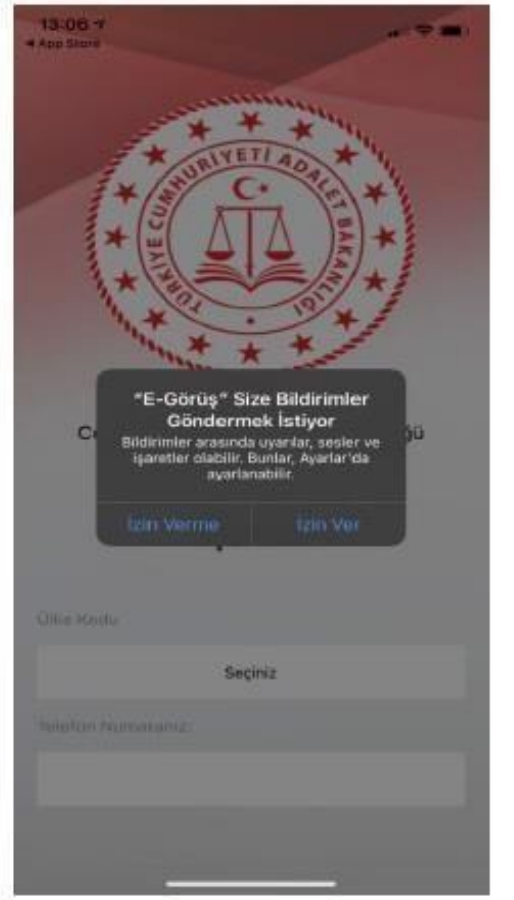 13:06
◀ App Store
TÜRKİYE CUMHURİYETİ ADALET BAKANLIĞI
"E-Görüş" Size Bildirimler
Göndermek İstiyor
Bildirimler arasında uyarılar, sesler ve
işaretler olabilir. Bunlar, Ayarlar'da
ayarlanabilir.
İzin Verme
İzin Ver
Ülke Kodu
Seçiniz
Telefon Numaranız: